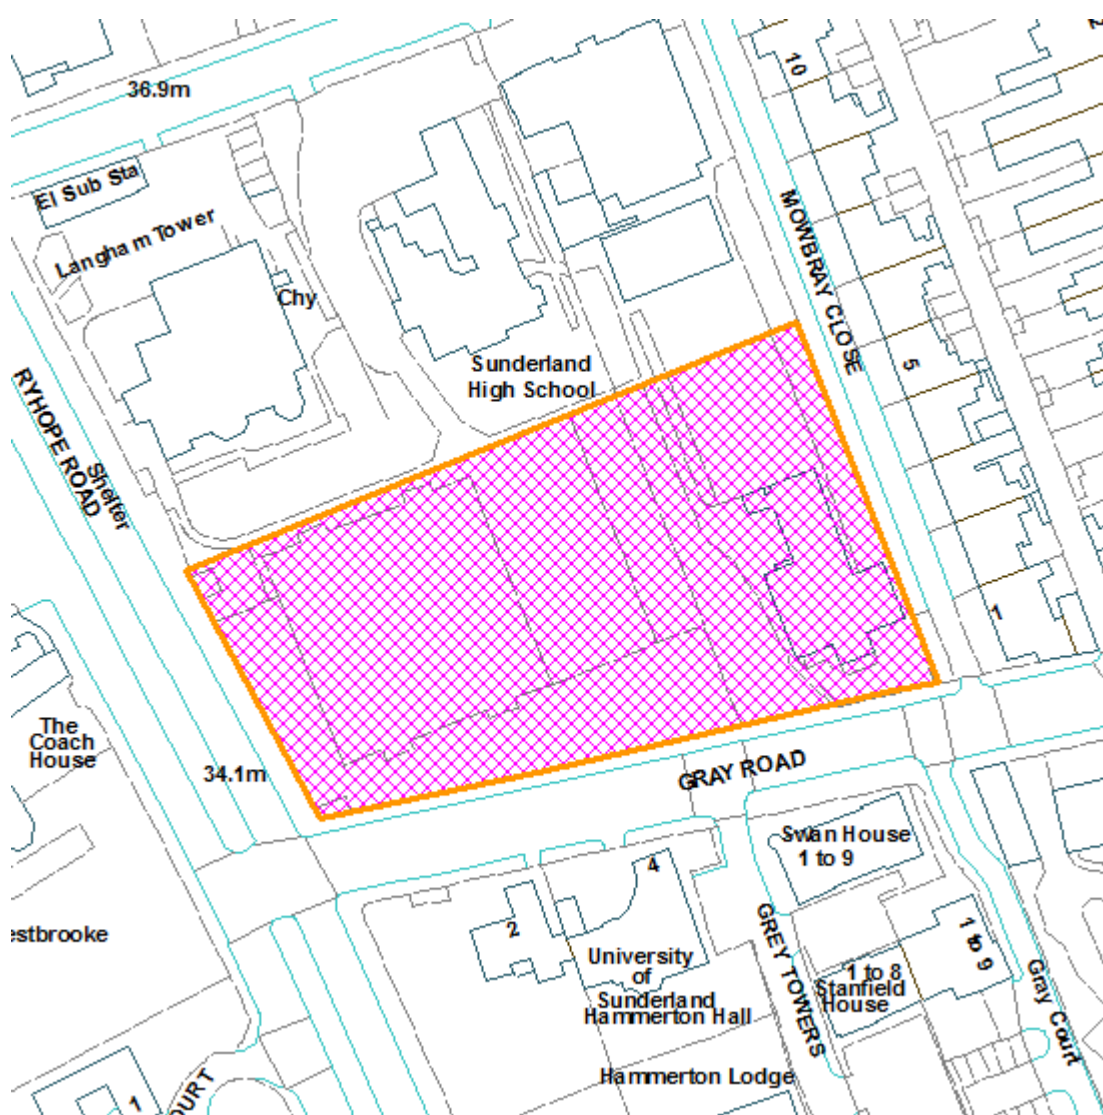 36.9m
10
2
El Sub Sta
Langham Tower
Chy
MOWBRAY CLOSE
Sunderland
High School
5
RYHOPE ROAD
Shelter
1
The
Coach
House
34.1m
GRAY ROAD
Swan House
1 to 9
4
2
GREY TOWERS
1 to 9
estbrooke
University
of
Sunderland
Hammerton Hall
1 to 8
Stanfield
House
Gray Court
Hammerton Lodge
1
OURT